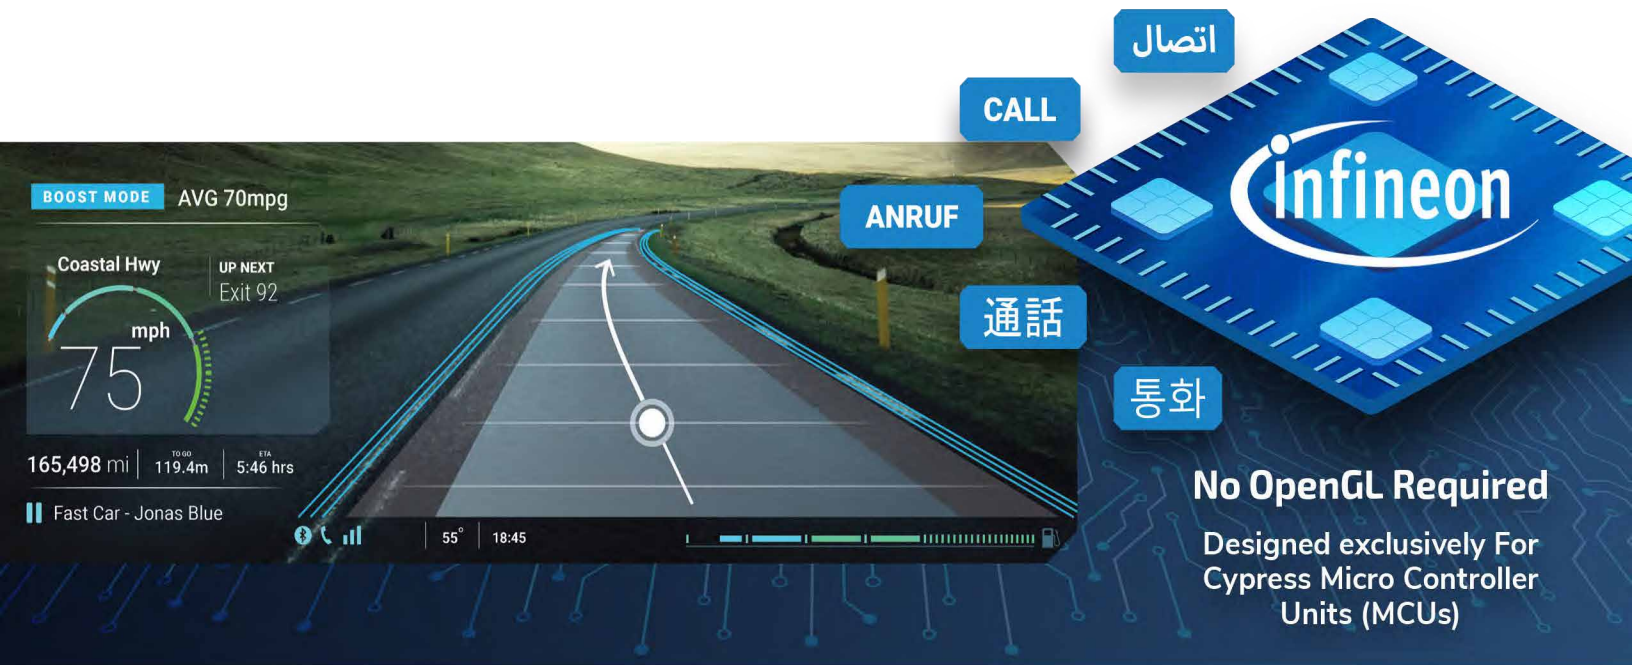 اتصال
CALL
ANRUF
通話
통화
infineon
BOOST MODE AVG 70mpg
Coastal Hwy
UP NEXT
Exit 92
mph
75
165,498 mi
TO GO
119.4m
ETA
5:46 hrs
Fast Car - Jonas Blue
55° 18:45
No OpenGL Required
Designed exclusively For
Cypress Micro Controller
Units (MCUs)